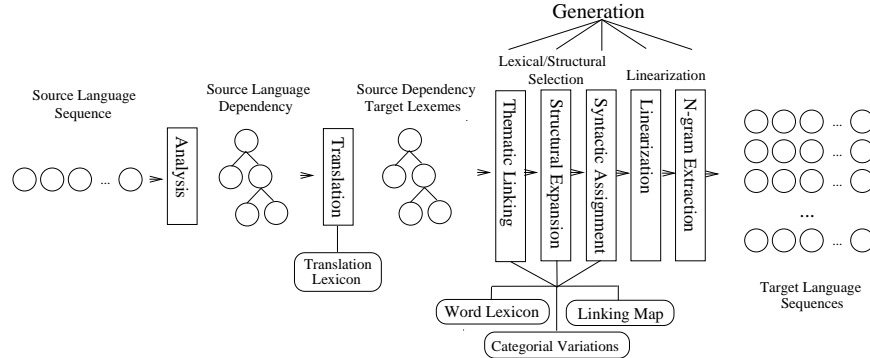 Generation
Lexical/Structural
Selection
Linearization
Source Language
Sequence
Source Language
Dependency
Source Dependency
Target Lexemes
...
Analysis
Translation
Thematic Linking
Structural Expansion
Syntactic Assignment
Linearization
N-gram Extraction
...
...
...
...
...
Translation
Lexicon
Word Lexicon
Linking Map
Categorial Variations
Target Language
Sequences